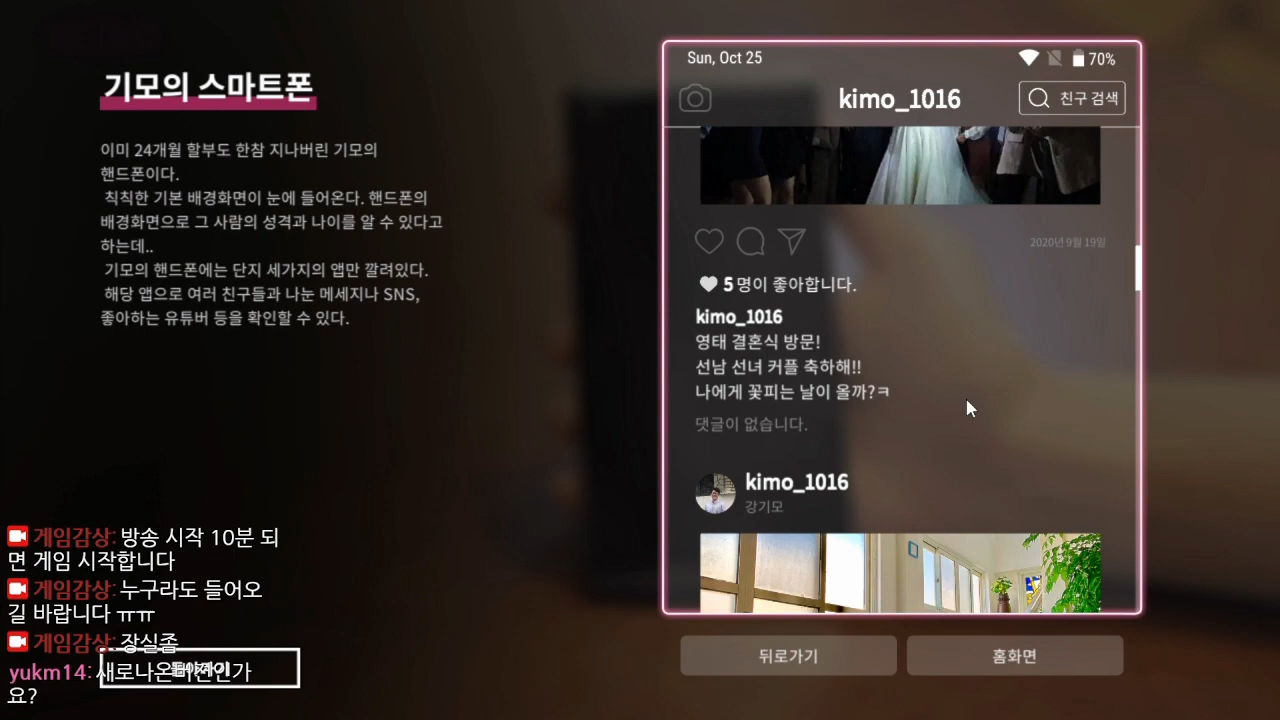 기모의 스마트폰
이미 24개월 할부도 한참 지나버린 기모의
핸드폰이다.
칙칙한 기본 배경화면이 눈에 들어온다. 핸드폰의
배경화면으로 그 사람의 성격과 나이를 알 수 있다고
하는데..
기모의 핸드폰에는 단지 세가지의 앱만 깔려있다.
해당 앱으로 여러 친구들과 나눈 메세지나 SNS,
좋아하는 유튜버 등을 확인할 수 있다.
Sun, Oct 25
70%
kimo_1016
친구 검색
2020년 9월 19일
5명이 좋아합니다.
kimo_1016
영태 결혼식 방문!
선남 선녀 커플 축하해!!
나에게 꽃피는 날이 올까?ㅋ
댓글이 없습니다.
kimo_1016
강기모
뒤로가기
홈화면
게임감상: 방송 시작 10분 되
면 게임 시작합니다
게임감상: 누구라도 들어오
길 바랍니다 ㅠㅠ
게임감상: 장실좀
yukm14: 새로나온버전인가
요?